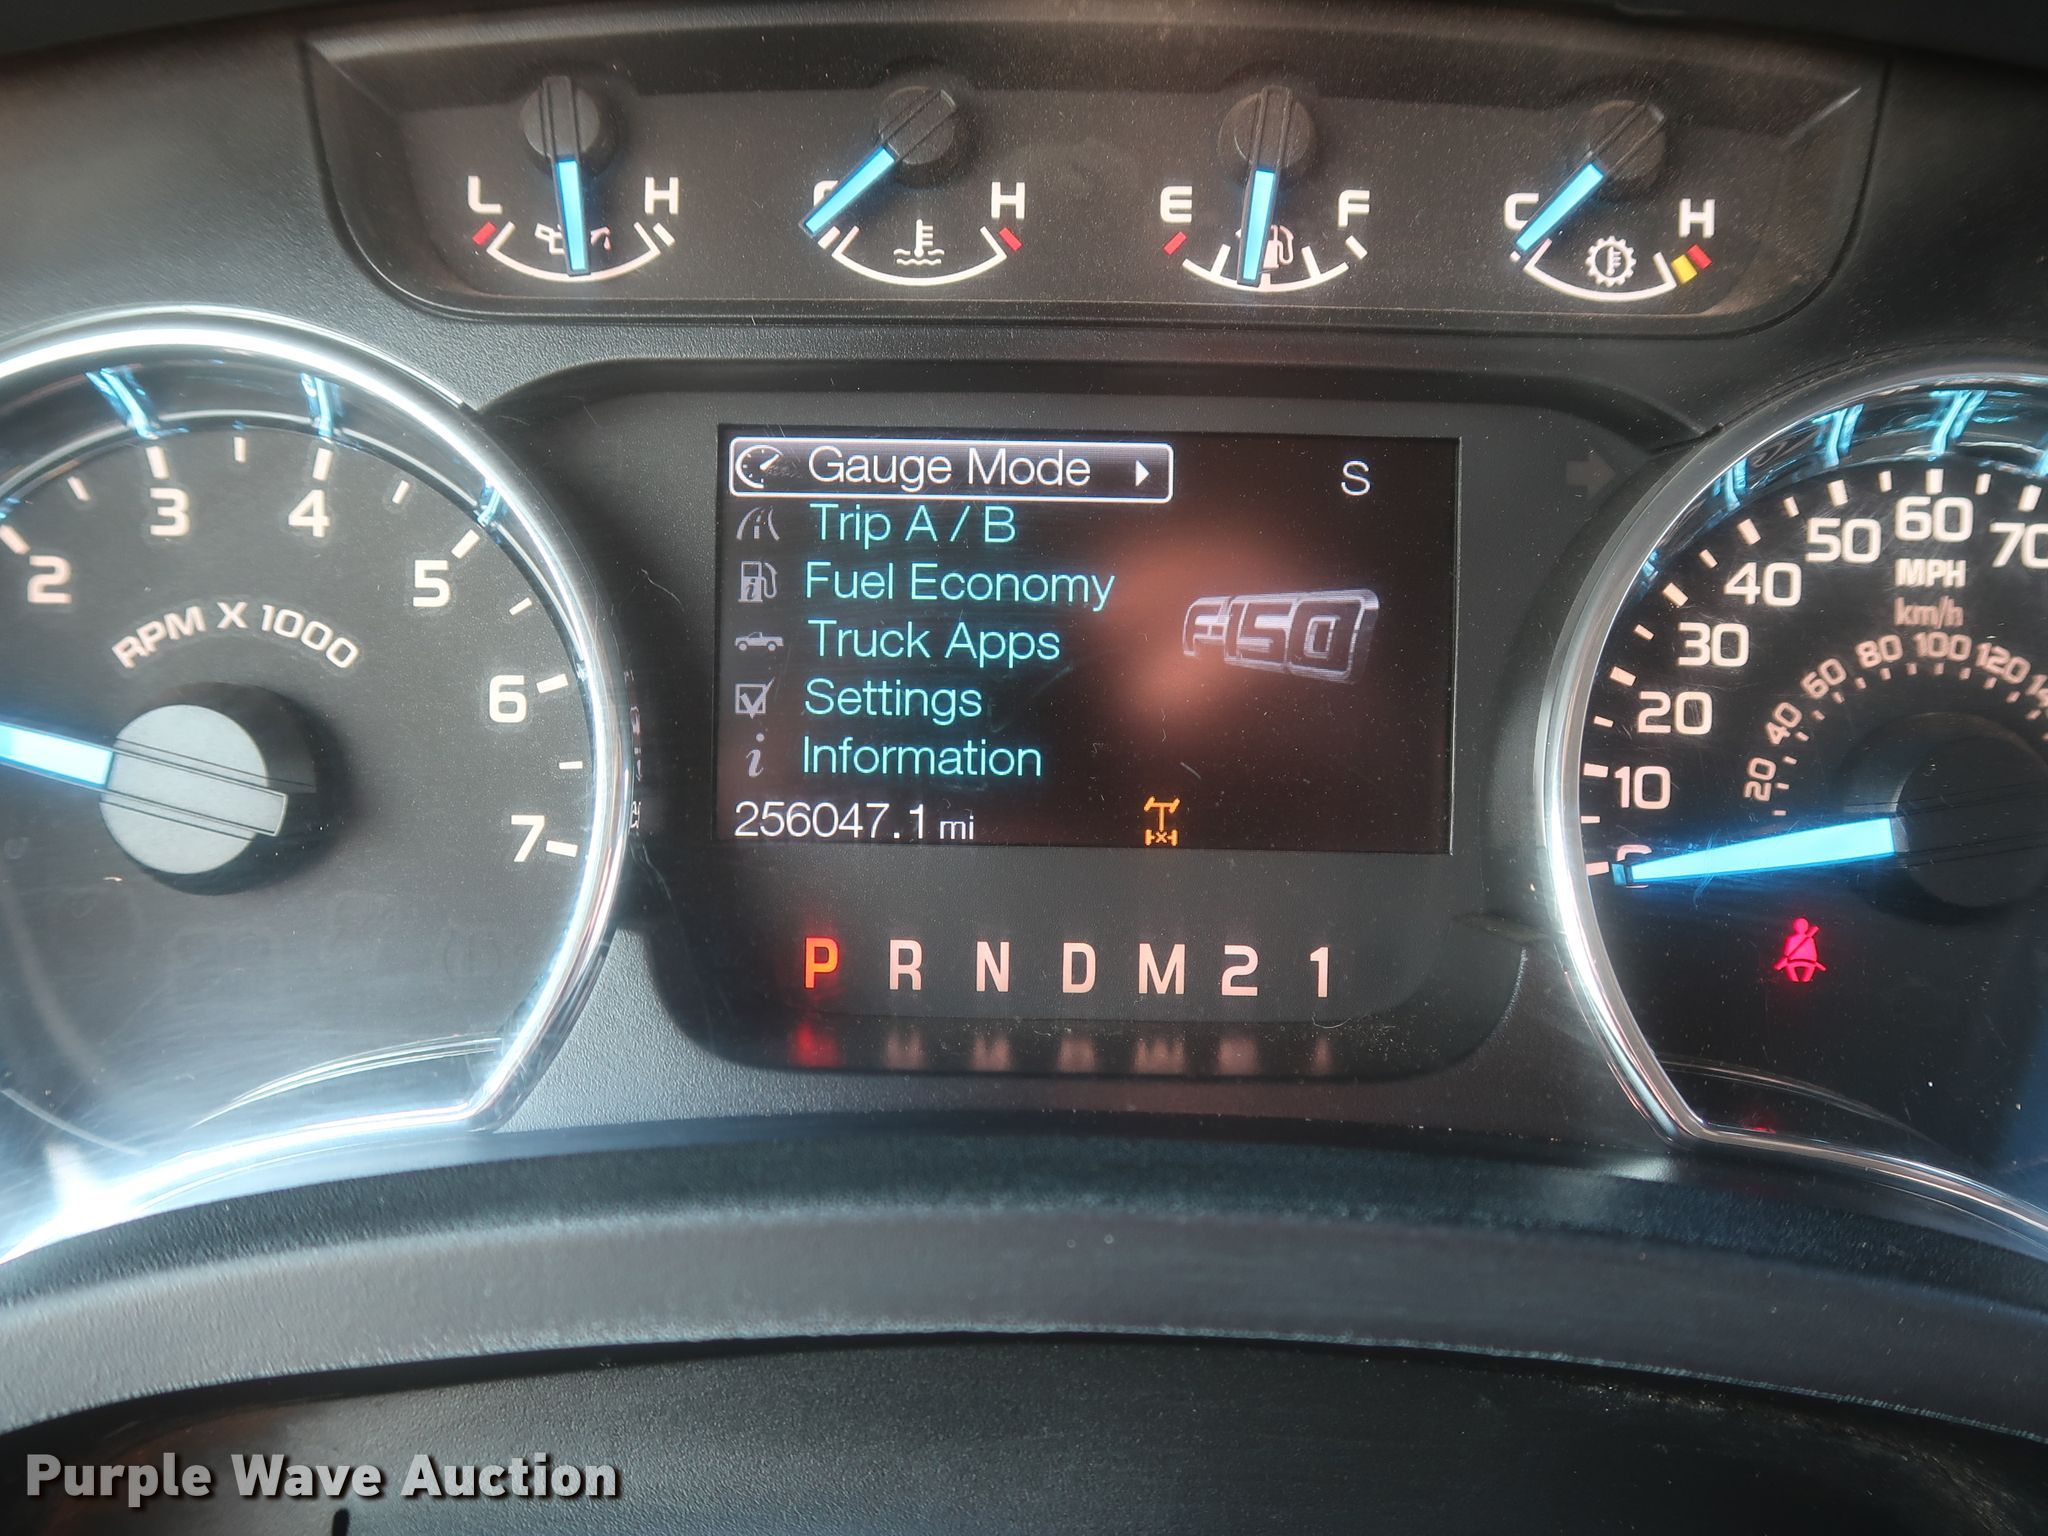 L H
H
E F
C H
2 3 4 5 6 7
RPM X 1000
Gauge Mode
S
Trip A / B
Fuel Economy
Truck Apps
Settings
Information
F-150
256047.1 mi
P R N D M 2 1
10 20 30 40 50 60 70
MPH
km/h
20 40 60 80 100 120
Purple Wave Auction